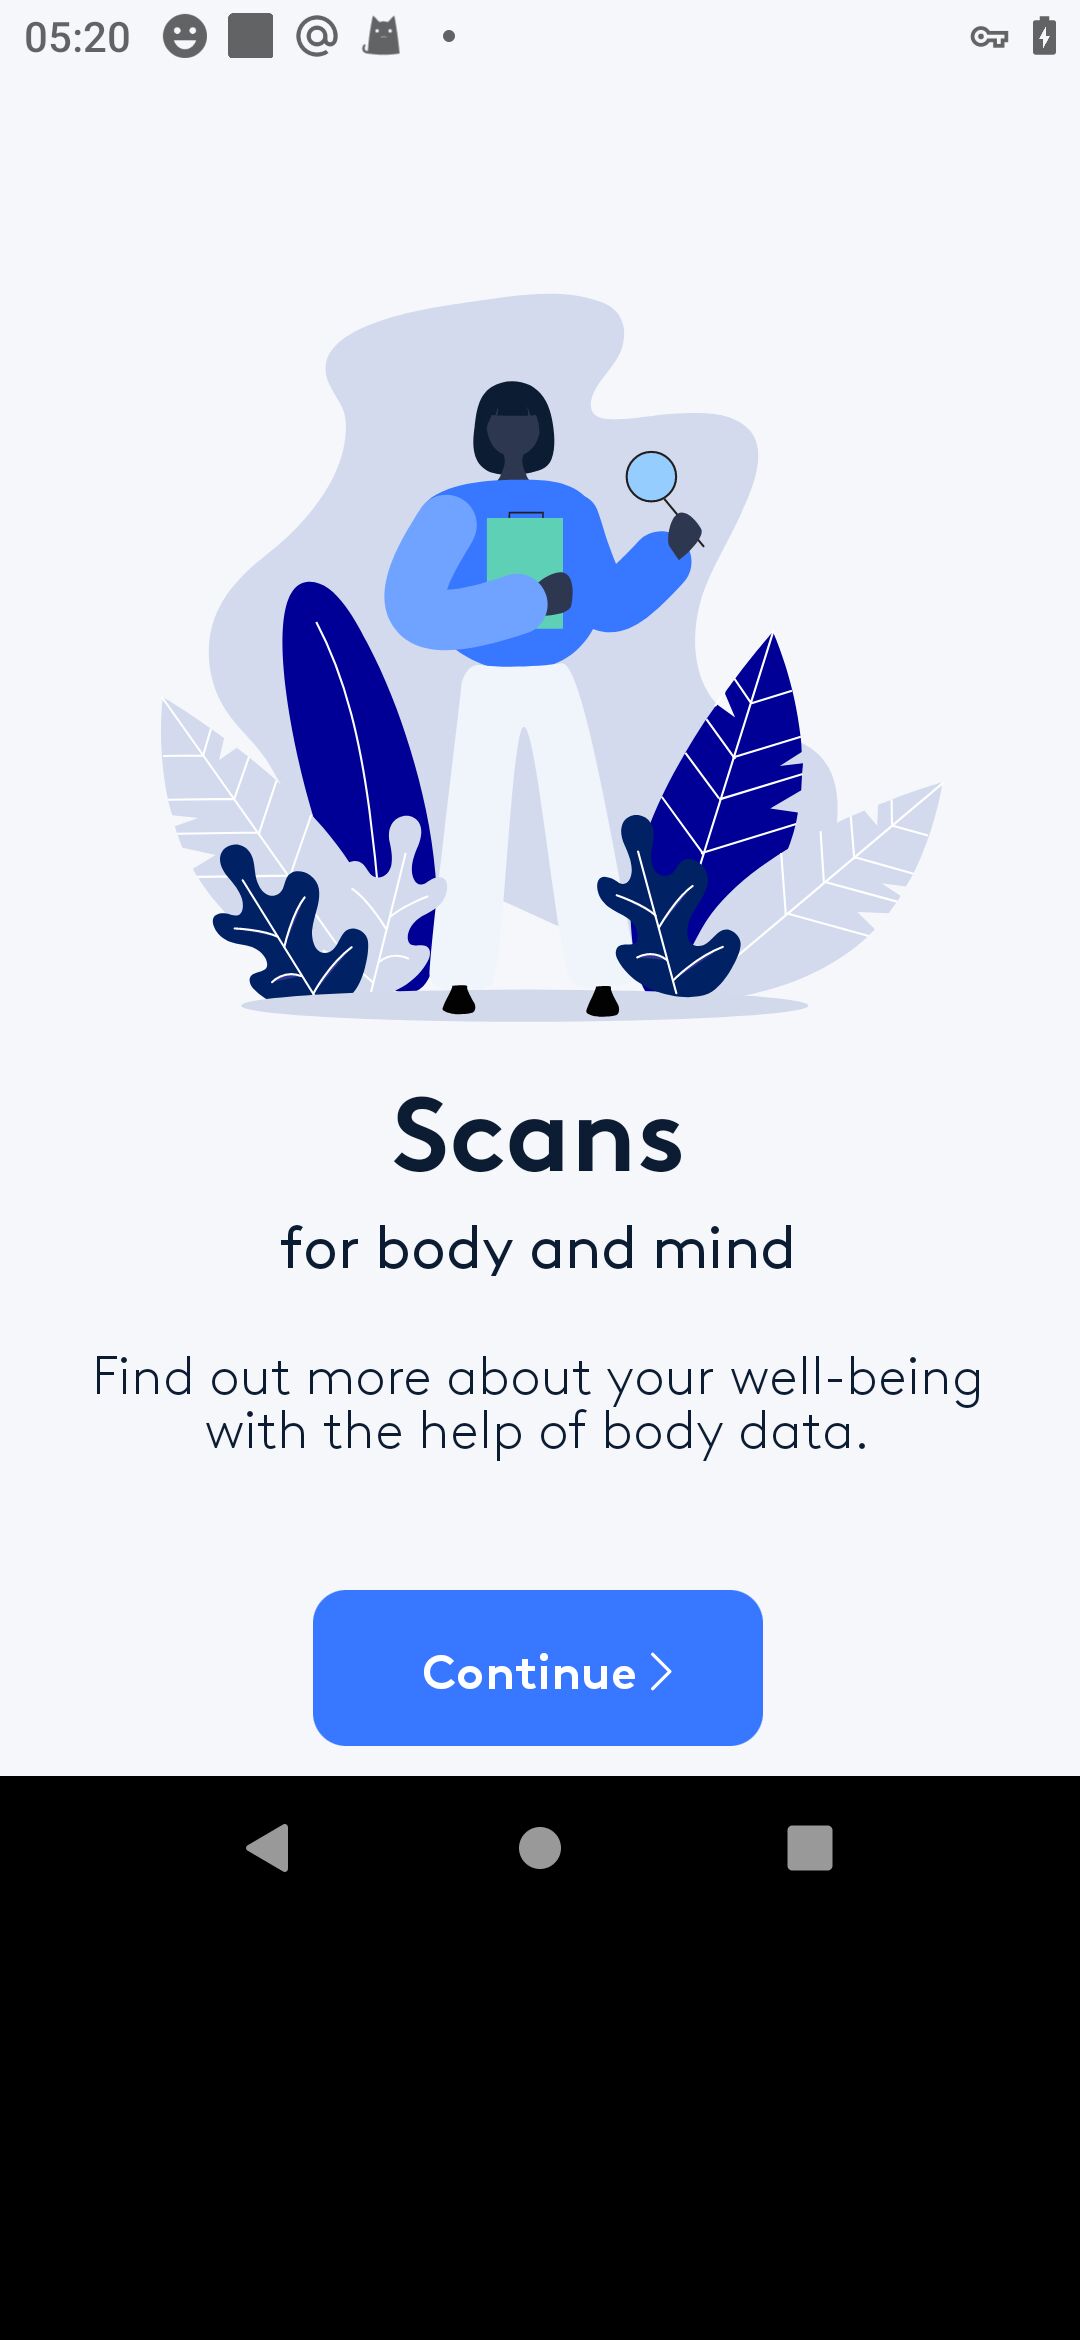 05:20
Scans
for body and mind
Find out more about your well-being
with the help of body data.
Continue